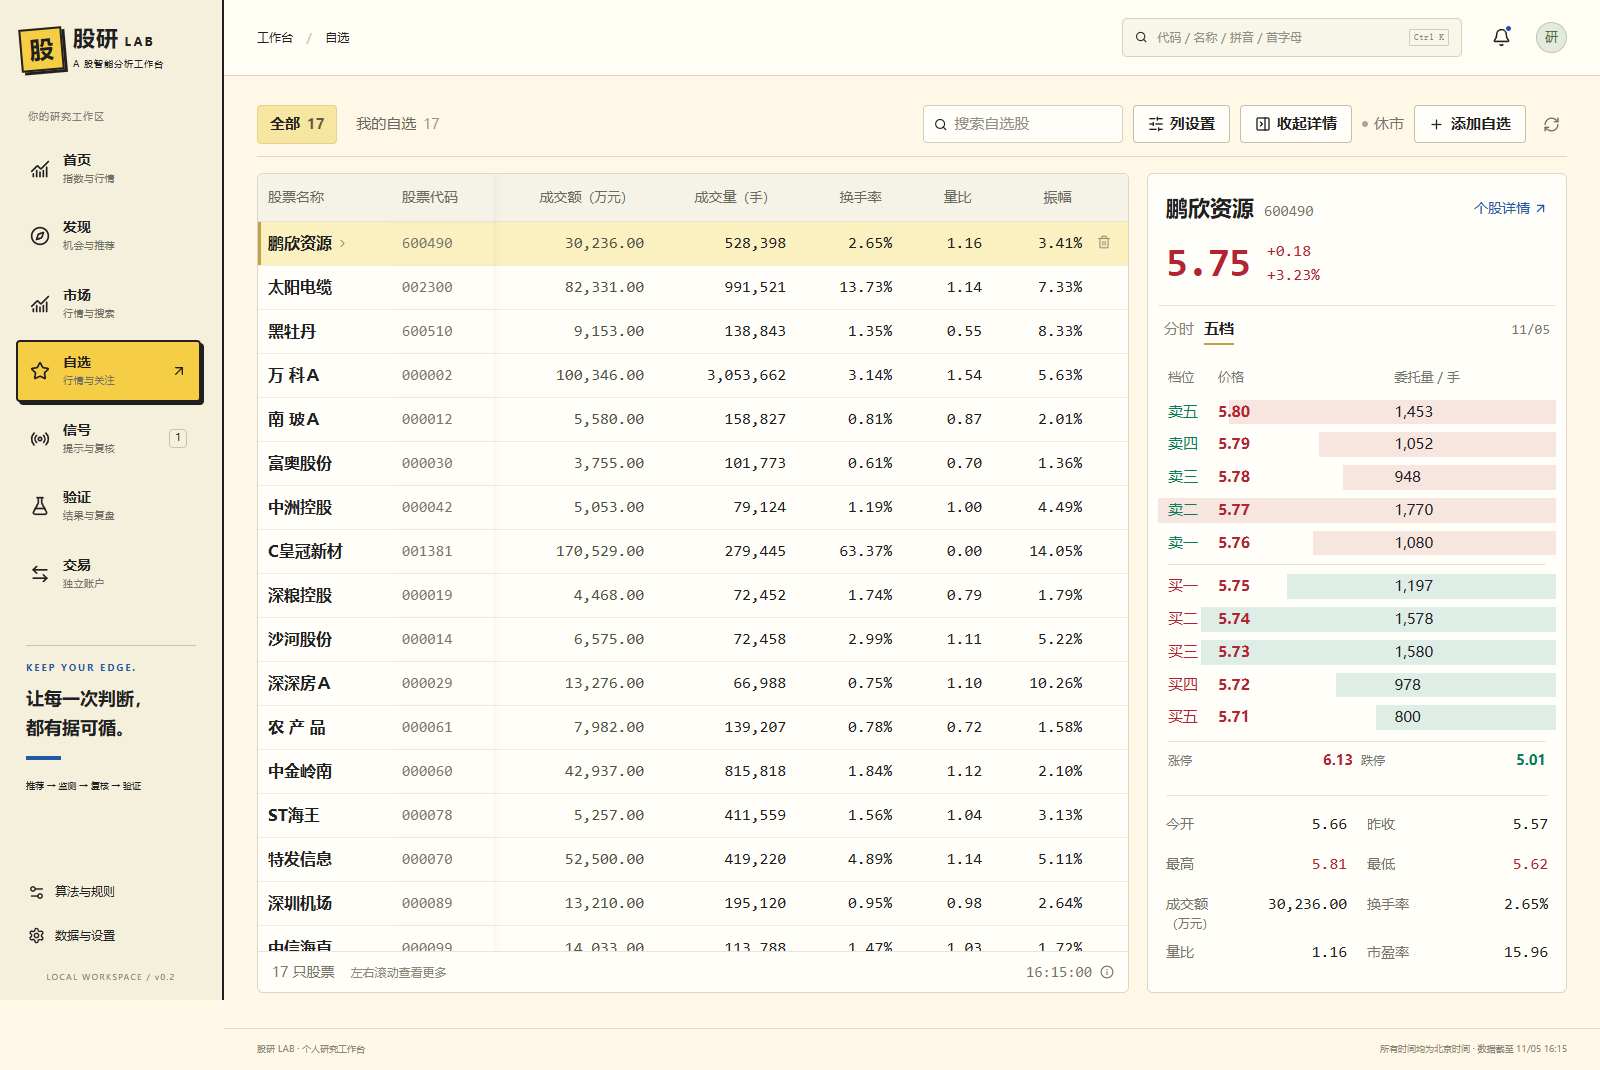 股
股研 LAB
A 股智能分析工作台
你的研究工作区
首页
指数与行情
发现
机会与推荐
市场
行情与搜索
自选
行情与关注
信号
提示与复核
1
验证
结果与复盘
交易
独立账户
KEEP YOUR EDGE.
让每一次判断，
都有据可循。
推荐 → 监测 → 复核 → 验证
算法与规则
数据与设置
LOCAL WORKSPACE / v0.2
工作台 / 自选
代码 / 名称 / 拼音 / 首字母 Ctrl K
研
全部 17 我的自选 17
搜索自选股 列设置 收起详情 休市 添加自选
股票名称 股票代码 成交额 (万元) 成交量 (手) 换手率 量比 振幅
鹏欣资源 600490 30,236.00 528,398 2.65% 1.16 3.41%
太阳电缆 002300 82,331.00 991,521 13.73% 1.14 7.33%
黑牡丹 600510 9,153.00 138,843 1.35% 0.55 8.33%
万 科A 000002 100,346.00 3,053,662 3.14% 1.54 5.63%
南 玻A 000012 5,580.00 158,827 0.81% 0.87 2.01%
富奥股份 000030 3,755.00 101,773 0.61% 0.70 1.36%
中洲控股 000042 5,053.00 79,124 1.19% 1.00 4.49%
C皇冠新材 001381 170,529.00 279,445 63.37% 0.00 14.05%
深粮控股 000019 4,468.00 72,452 1.74% 0.79 1.79%
沙河股份 000014 6,575.00 72,458 2.99% 1.11 5.22%
深深房A 000029 13,276.00 66,988 0.75% 1.10 10.26%
农 产 品 000061 7,982.00 139,207 0.78% 0.72 1.58%
中金岭南 000060 42,937.00 815,818 1.84% 1.12 2.10%
ST海王 000078 5,257.00 411,559 1.56% 1.04 3.13%
特发信息 000070 52,500.00 419,220 4.89% 1.14 5.11%
深圳机场 000089 13,210.00 195,120 0.95% 0.98 2.64%
中信海直 000099 14,033.00 113,788 1.47% 1.03 1.72%
17 只股票 左右滚动查看更多 16:15:00
鹏欣资源 600490 个股详情
5.75
+0.18
+3.23%
分时 五档 11/05
档位 价格 委托量 / 手
卖五 5.80 1,453
卖四 5.79 1,052
卖三 5.78 948
卖二 5.77 1,770
卖一 5.76 1,080
买一 5.75 1,197
买二 5.74 1,578
买三 5.73 1,580
买四 5.72 978
买五 5.71 800
涨停 6.13 跌停 5.01
今开 5.66 昨收 5.57
最高 5.81 最低 5.62
成交额 (万元) 30,236.00 换手率 2.65%
量比 1.16 市盈率 15.96
股研 LAB · 个人研究工作台
所有时间均为北京时间 · 数据截至 11/05 16:15